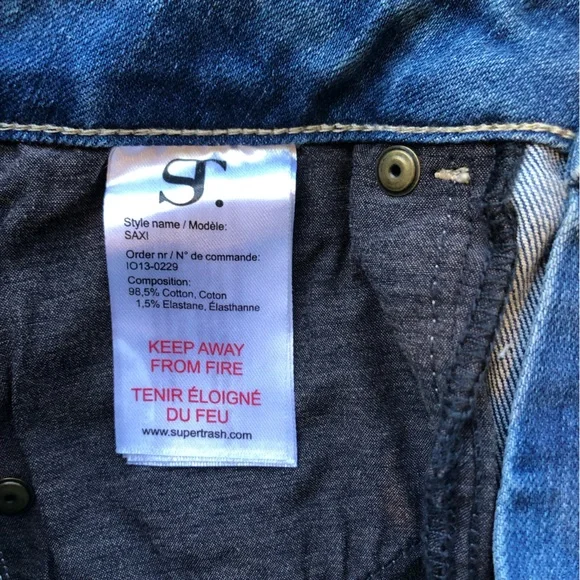 ST.
Style name / Modèle:
SAXI
Order nr / N° de commande:
IO13-0229
Composition:
98,5% Cotton, Coton
1,5% Elastane, Élasthanne
KEEP AWAY
FROM FIRE
TENIR ÉLOIGNÉ
DU FEU
www.supertrash.com